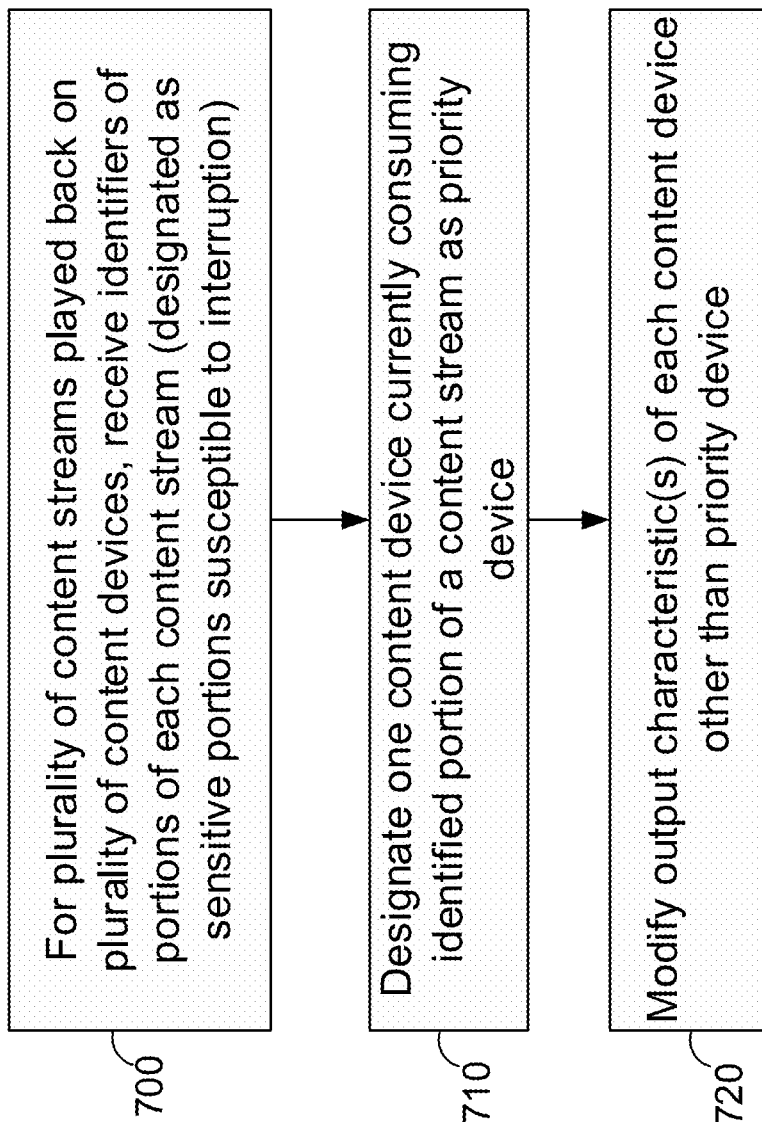 For plurality of content streams played back on
plurality of content devices, receive identifiers of
portions of each content stream (designated as
sensitive portions susceptible to interruption)
700
Designate one content device currently consuming
identified portion of a content stream as priority
device
710
Modify output characteristic(s) of each content device
other than priority device
720